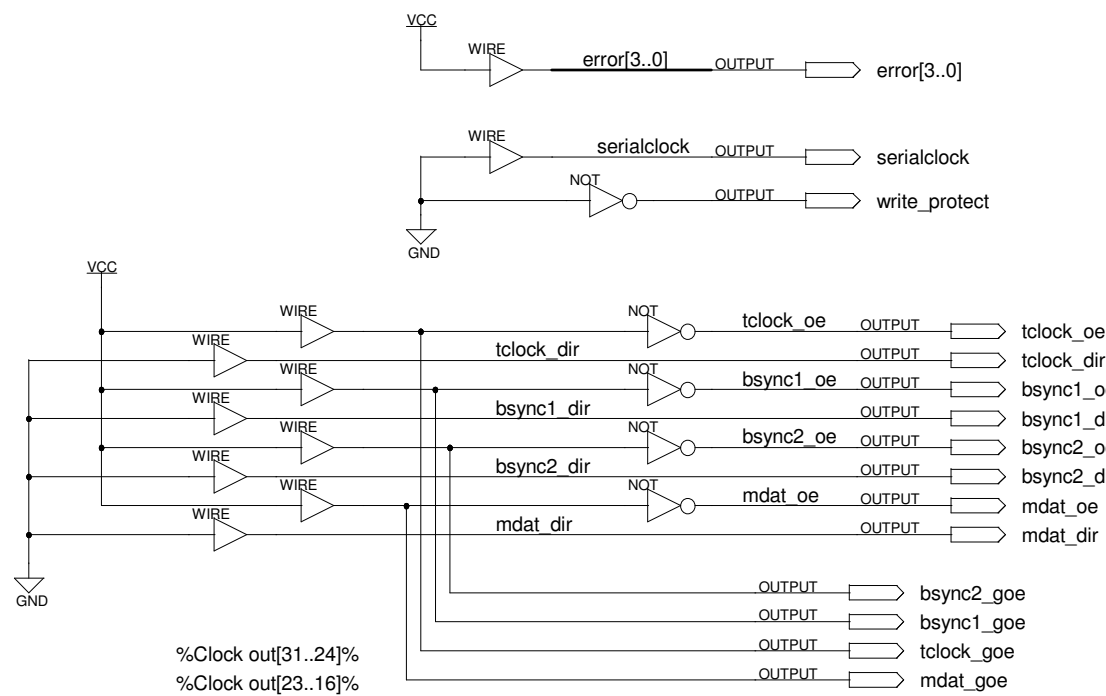 VCC
WIRE
error[3..0] OUTPUT error[3..0]
WIRE
serialclock OUTPUT serialclock
NOT
OUTPUT write_protect
GND
VCC
WIRE NOT tclock_oe OUTPUT tclock_oe
WIRE tclock_dir OUTPUT tclock_dir
WIRE NOT bsync1_oe OUTPUT bsync1_o
WIRE bsync1_dir OUTPUT bsync1_d
WIRE NOT bsync2_oe OUTPUT bsync2_o
WIRE bsync2_dir OUTPUT bsync2_d
WIRE NOT mdat_oe OUTPUT mdat_oe
WIRE mdat_dir OUTPUT mdat_dir
GND
OUTPUT bsync2_goe
OUTPUT bsync1_goe
%Clock out[31..24]% OUTPUT tclock_goe
%Clock out[23..16]% OUTPUT mdat_goe